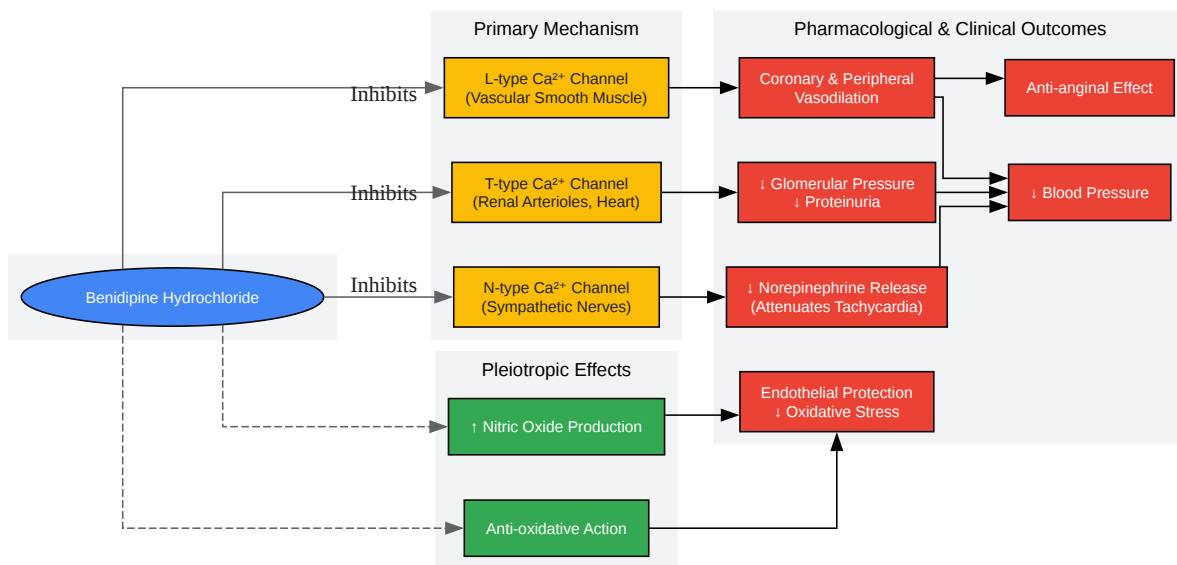 Primary Mechanism
Pharmacological & Clinical Outcomes
Inhibits
L-type Ca²⁺ Channel
(Vascular Smooth Muscle)
Coronary & Peripheral
Vasodilation
Anti-anginal Effect
Inhibits
T-type Ca²⁺ Channel
(Renal Arterioles, Heart)
↓ Glomerular Pressure
↓ Proteinuria
↓ Blood Pressure
Benidipine Hydrochloride
Inhibits
N-type Ca²⁺ Channel
(Sympathetic Nerves)
↓ Norepinephrine Release
(Attenuates Tachycardia)
Pleiotropic Effects
↑ Nitric Oxide Production
Endothelial Protection
↓ Oxidative Stress
Anti-oxidative Action